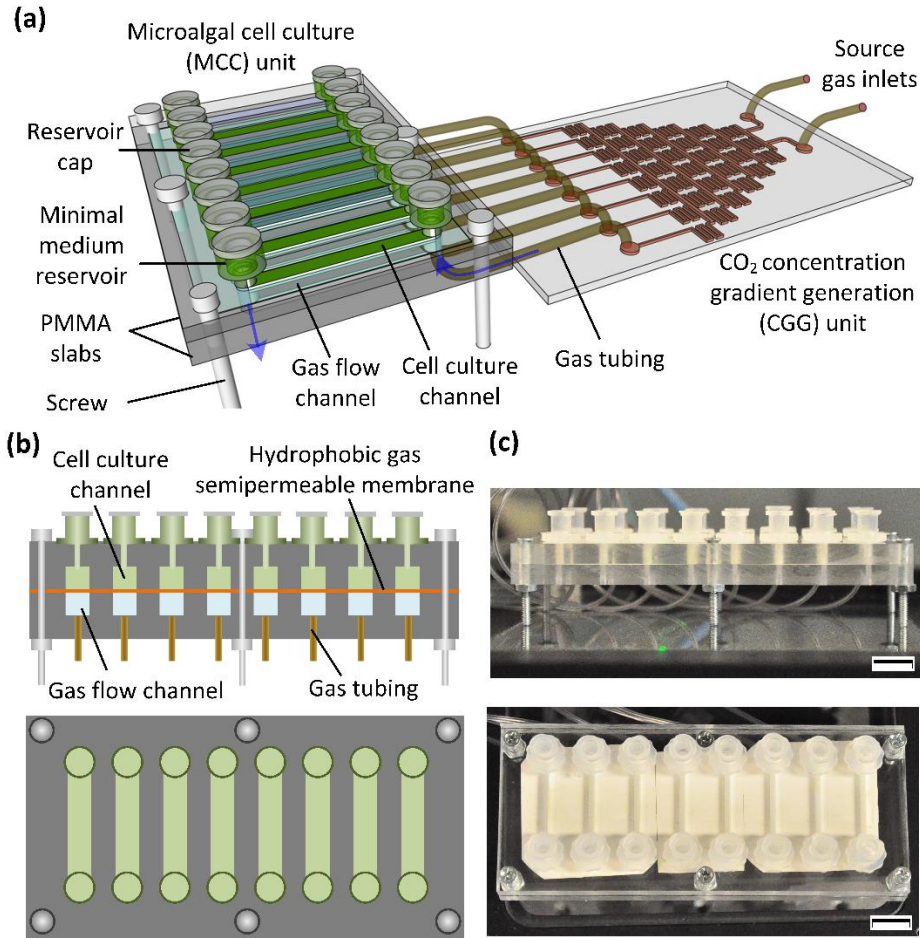 (a)
Microalgal cell culture
(MCC) unit
Source
gas inlets
Reservoir
cap
Minimal
medium
reservoir
PMMA
slabs
Screw
Gas flow
channel
Cell culture
channel
Gas tubing
CO₂ concentration
gradient generation
(CGG) unit
(b)
Cell culture
channel
Hydrophobic gas
semipermeable membrane
Gas flow channel
Gas tubing
(c)